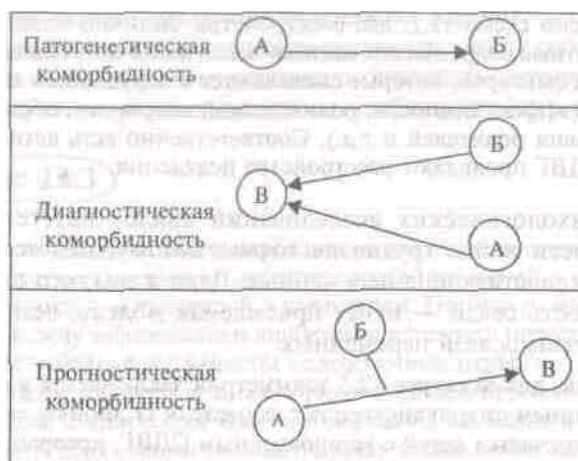 Патогенетическая
коморбидность
А
Б
Диагностическая
коморбидность
Б
В
А
Прогностическая
коморбидность
Б
В
А